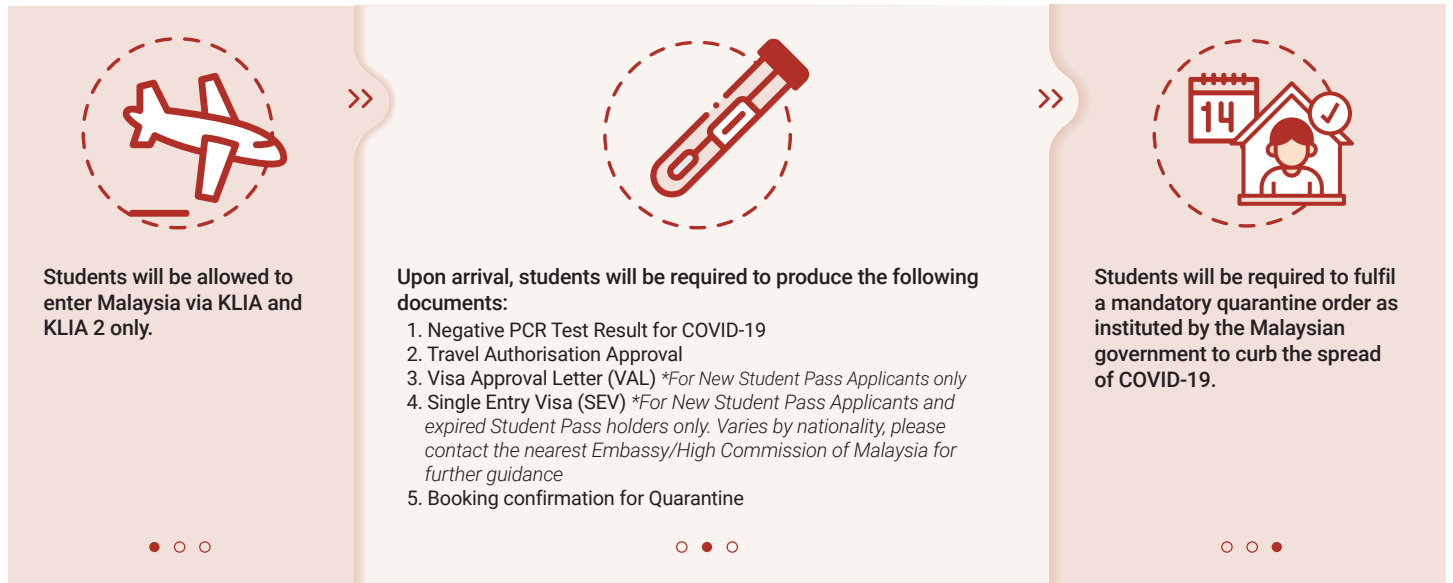 Students will be allowed to
enter Malaysia via KLIA and
KLIA 2 only.
Upon arrival, students will be required to produce the following
documents:
1. Negative PCR Test Result for COVID-19
2. Travel Authorisation Approval
3. Visa Approval Letter (VAL) *For New Student Pass Applicants only
4. Single Entry Visa (SEV) *For New Student Pass Applicants and
expired Student Pass holders only. Varies by nationality, please
contact the nearest Embassy/High Commission of Malaysia for
further guidance
5. Booking confirmation for Quarantine
14
Students will be required to fulfil
a mandatory quarantine order as
instituted by the Malaysian
government to curb the spread
of COVID-19.